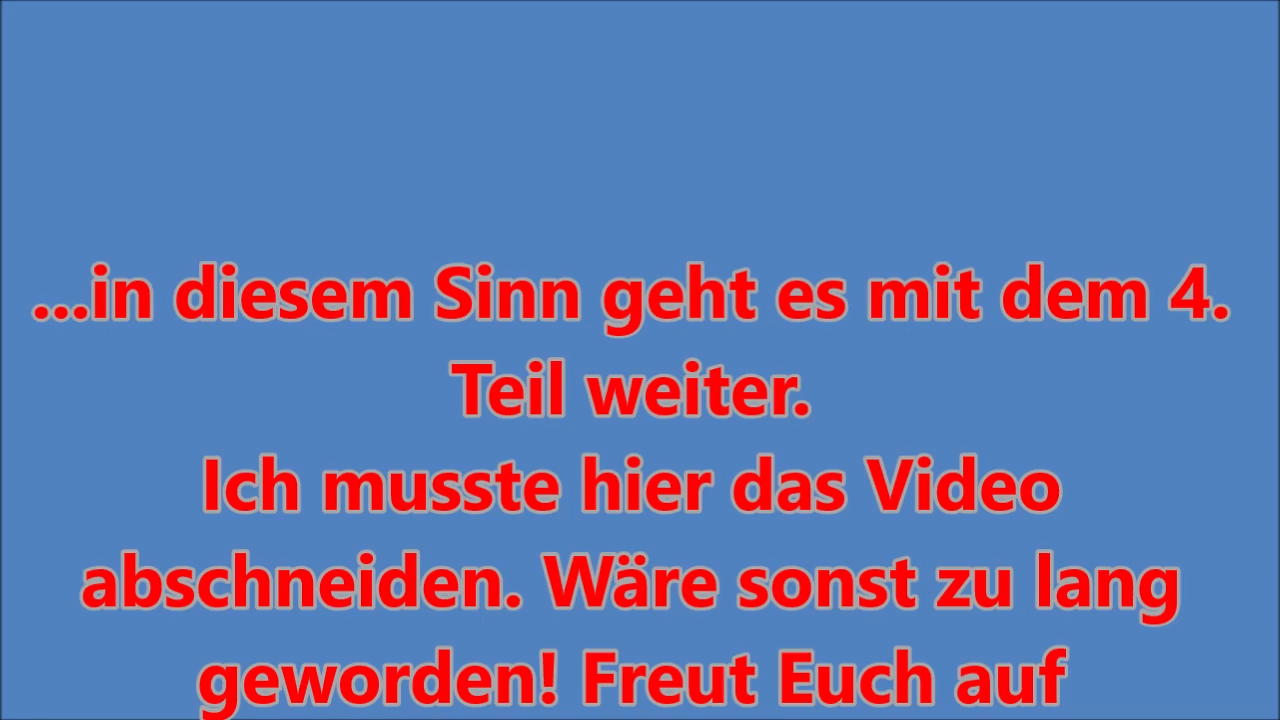 ...in diesem Sinn geht es mit dem 4.
Teil weiter.
Ich musste hier das Video
abschneiden. Wäre sonst zu lang
geworden! Freut Euch auf